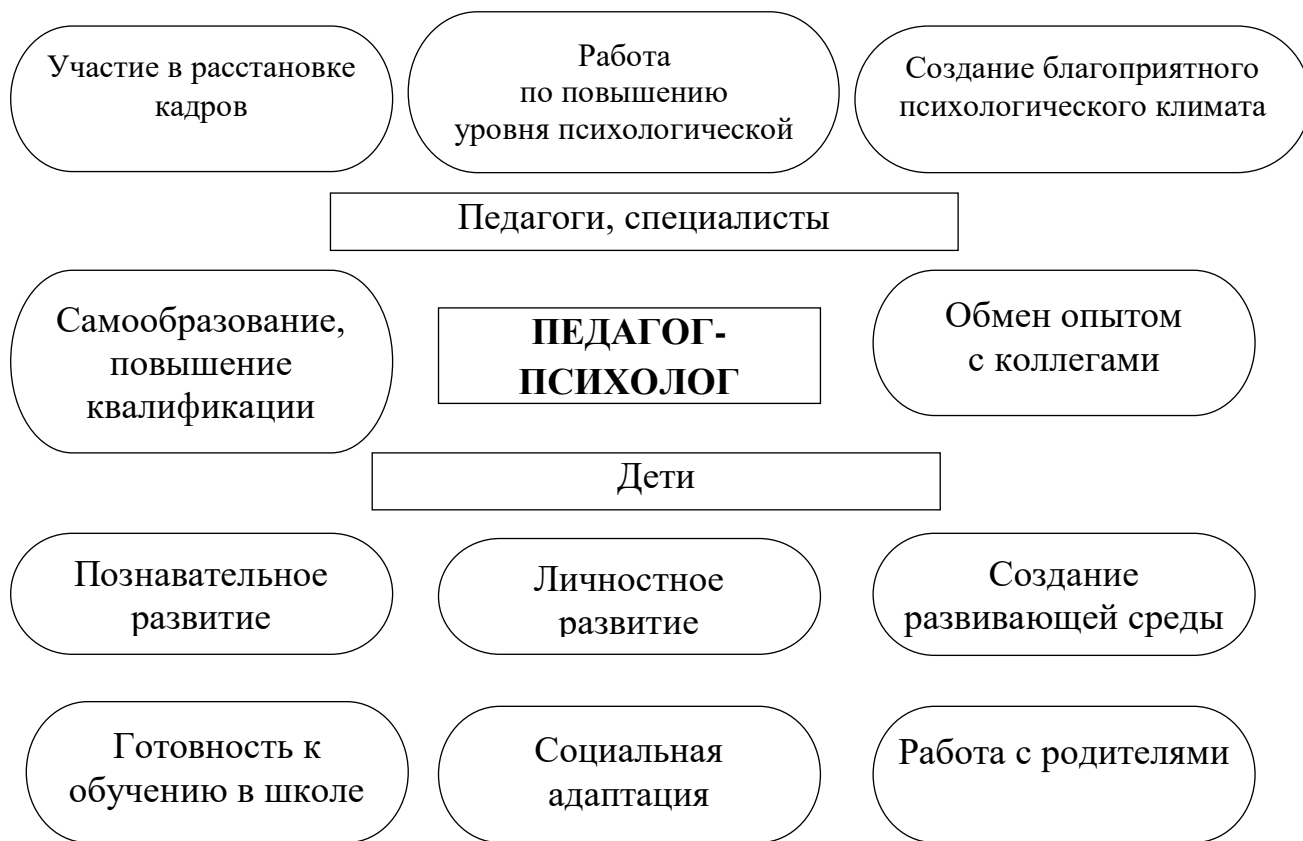 Участие в расстановке
кадров
Работа
по повышению
уровня психологической
Создание благоприятного
психологического климата
Педагоги, специалисты
Самообразование,
повышение
квалификации
ПЕДАГОГ-
ПСИХОЛОГ
Обмен опытом
с коллегами
Дети
Познавательное
развитие
Личностное
развитие
Создание
развивающей среды
Готовность к
обучению в школе
Социальная
адаптация
Работа с родителями